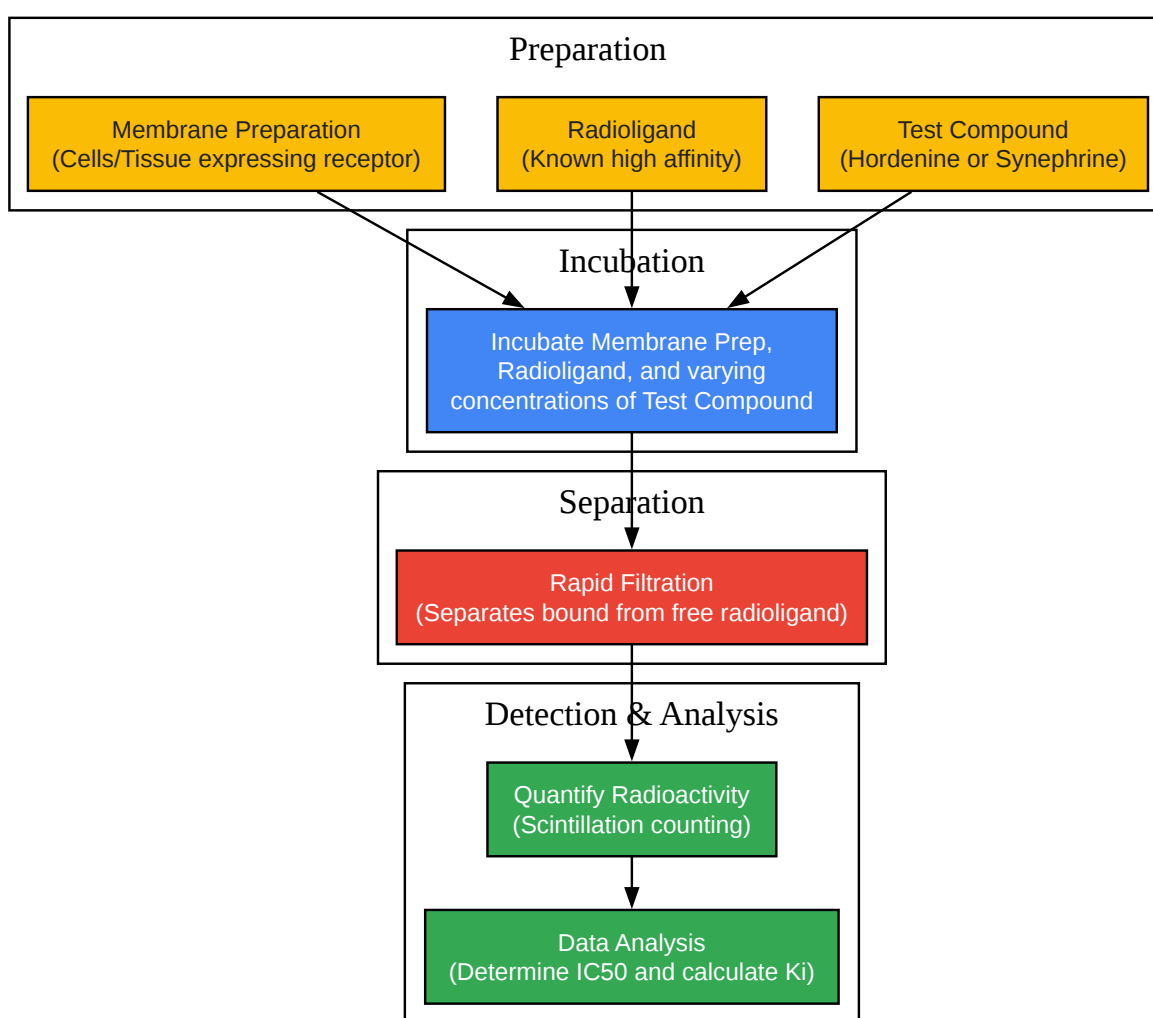 Preparation
Membrane Preparation
(Cells/Tissue expressing receptor)
Radioligand
(Known high affinity)
Test Compound
(Hordenine or Synephrine)
Incubation
Incubate Membrane Prep,
Radioligand, and varying
concentrations of Test Compound
Separation
Rapid Filtration
(Separates bound from free radioligand)
Detection & Analysis
Quantify Radioactivity
(Scintillation counting)
Data Analysis
(Determine IC50 and calculate Ki)